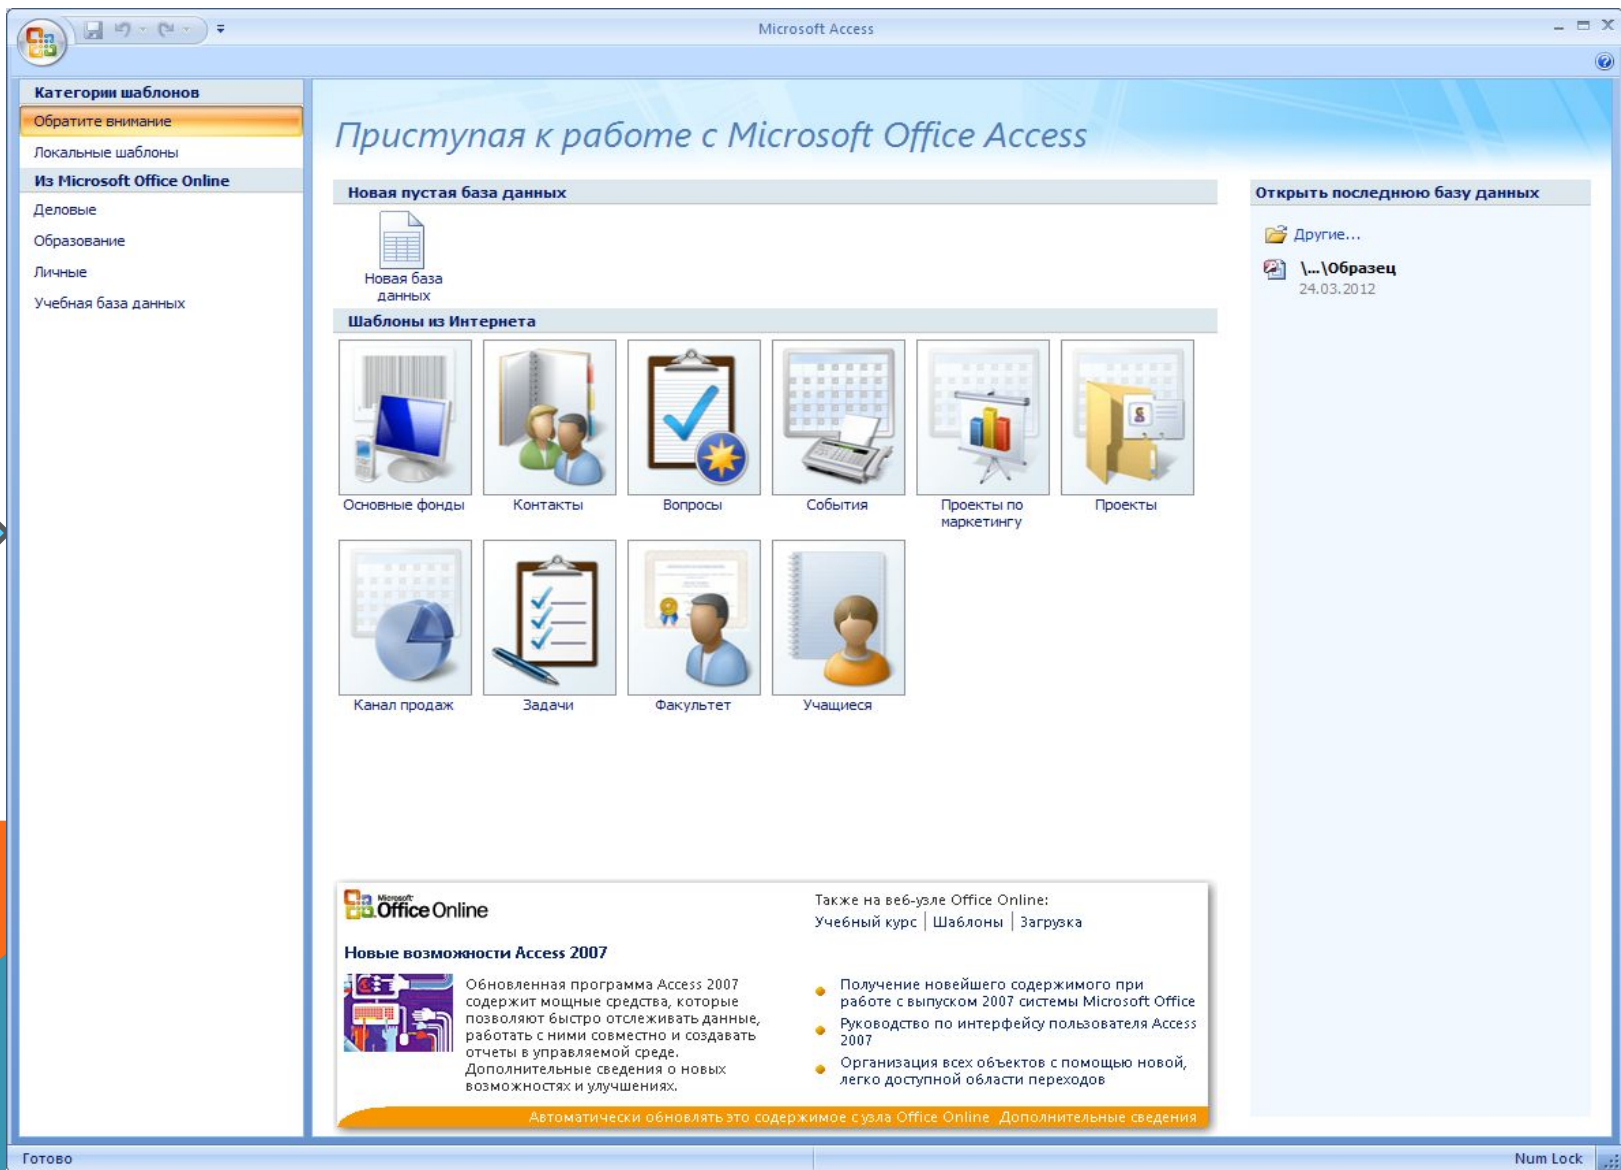 Microsoft Access
Категории шаблонов
Обратите внимание
Локальные шаблоны
Из Microsoft Office Online
Деловые
Образование
Личные
Учебная база данных
Приступая к работе с Microsoft Office Access
Новая пустая база данных
Новая база
данных
Шаблоны из Интернета
Основные фонды
Контакты
Вопросы
События
Проекты по
маркетингу
Проекты
Канал продаж
Задачи
Факультет
Учащиеся
Открыть последнюю базу данных
Другие...
\...\Образец
24.03.2012
Microsoft
Office Online
Новые возможности Access 2007
Обновленная программа Access 2007
содержит мощные средства, которые
позволяют быстро отслеживать данные,
работать с ними совместно и создавать
отчеты в управляемой среде.
Дополнительные сведения о новых
возможностях и улучшениях.
Также на веб-узле Office Online:
Учебный курс | Шаблоны | Загрузка
Получение новейшего содержимого при
работе с выпуском 2007 системы Microsoft Office
Руководство по интерфейсу пользователя Access
2007
Организация всех объектов с помощью новой,
легко доступной области переходов
Автоматически обновлять это содержимое с узла Office Online Дополнительные сведения
Готово
Num Lock